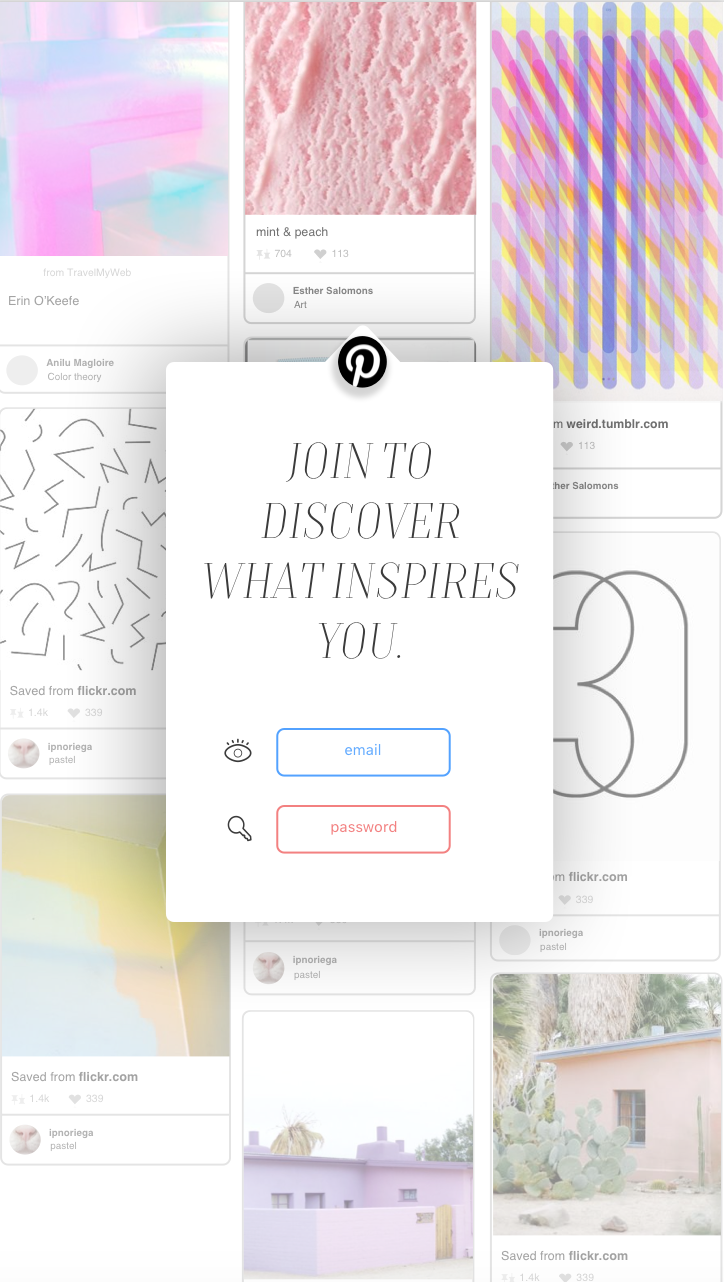 from TravelMyWeb
Erin O'Keefe
Anilu Magloire
Color theory
mint & peach
704 113
Esther Salomons
Art
weird.tumblr.com
113
Salomons
JOIN TO
DISCOVER
WHAT INSPIRES
YOU.
email
password
Saved from flickr.com
1.4k 339
ipnoriega
pastel
Saved from flickr.com
1.4k 339
ipnoriega
pastel
ipnoriega
pastel
30
flickr.com
339
ipnoriega
pastel
Saved from flickr.com
1.4k 339